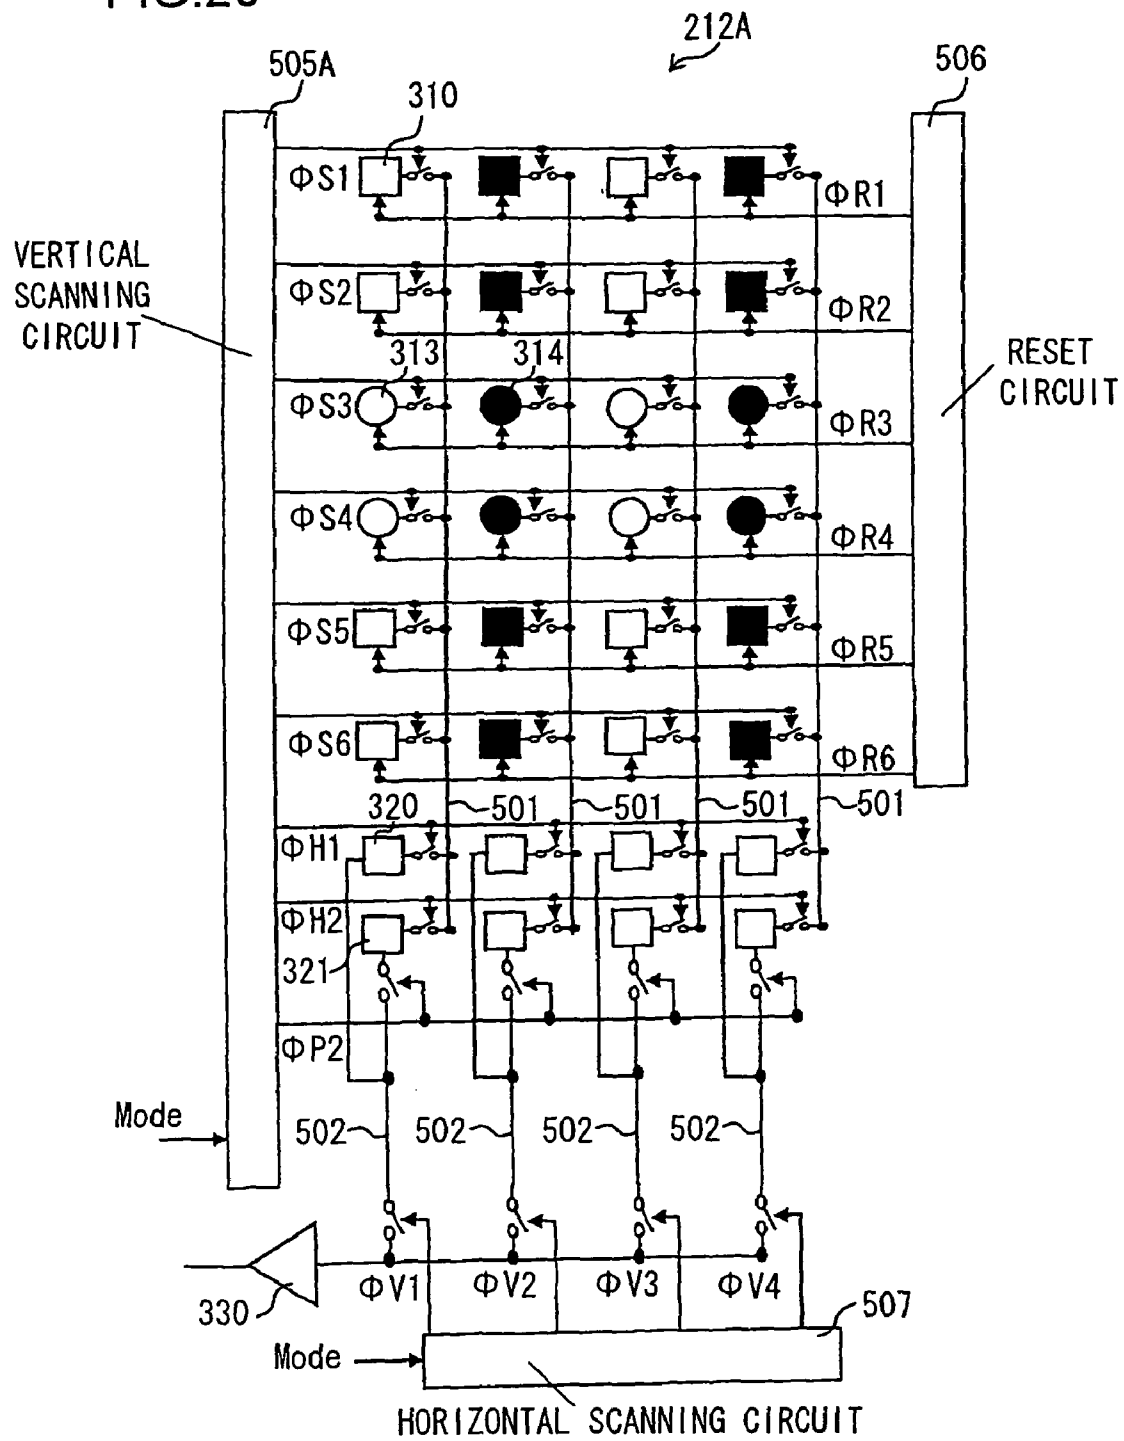 212A
505A
506
310
ΦS1
ΦR1
VERTICAL
SCANNING
CIRCUIT
ΦS2
ΦR2
313
314
RESET
CIRCUIT
ΦS3
ΦR3
ΦS4
ΦR4
ΦS5
ΦR5
ΦS6
ΦR6
320
501
501
501
501
ΦH1
ΦH2
321
ΦP2
Mode
502
502
502
502
330
ΦV1
ΦV2
ΦV3
ΦV4
507
Mode
HORIZONTAL SCANNING CIRCUIT